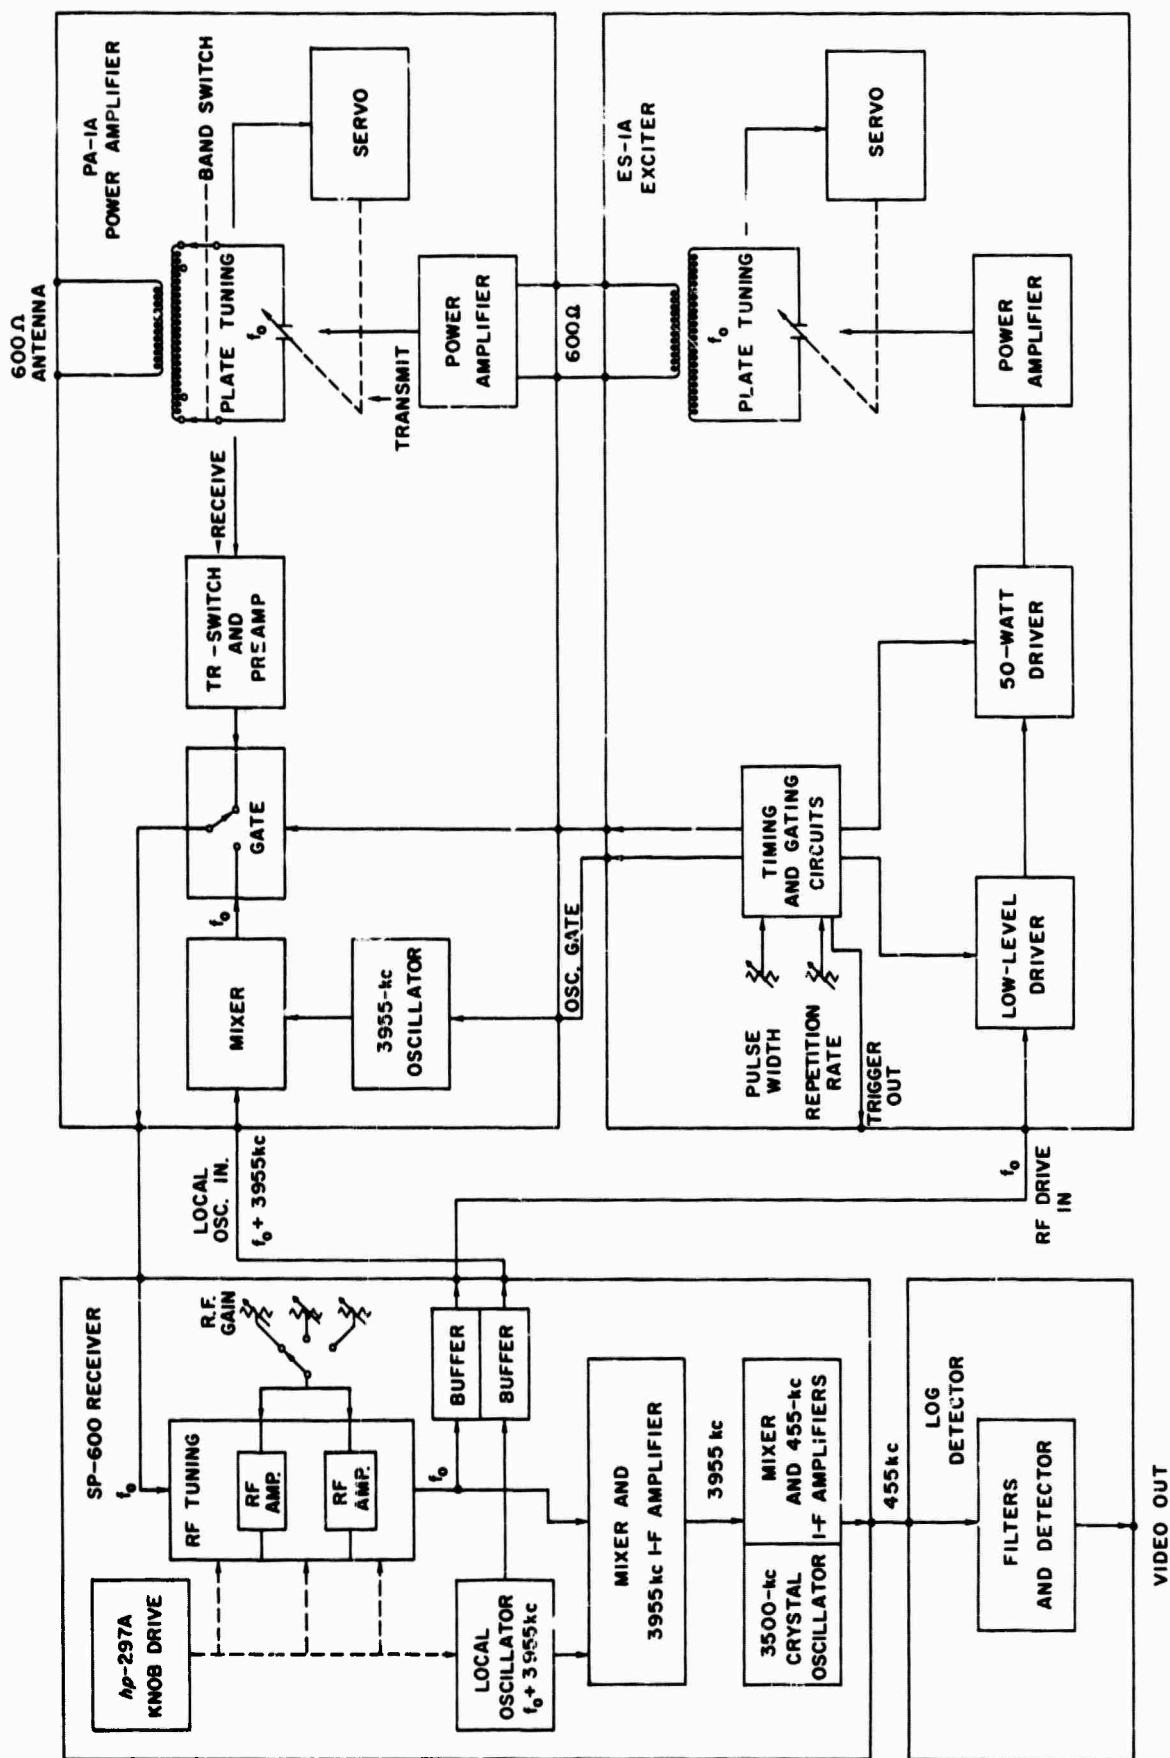 SP-600 RECEIVER
hp-297A
KNOB DRIVE
f₀
RF TUNING
RF
AMP.
RF
AMP.
R.F.
GAIN
f₀
BUFFER
BUFFER
LOCAL
OSCILLATOR
f₀+3955kc
MIXER AND
3955kc I-F AMPLIFIER
3955 kc
3500-kc
CRYSTAL
OSCILLATOR
MIXER
AND 455-kc
I-F AMPLIFIERS
455kc
LOG
DETECTOR
FILTERS
AND DETECTOR
VIDEO OUT
LOCAL
OSC. IN.
f₀+ 3955kc
f₀
RF DRIVE
IN
600Ω
ANTENNA
PA-1A
POWER AMPLIFIER
BAND SWITCH
PLATE TUNING
f₀
SERVO
RECEIVE
TRANSMIT
TR-SWITCH
AND
PREAMP
GATE
f₀
MIXER
3955-kc
OSCILLATOR
POWER
AMPLIFIER
600Ω
OSC. GATE
ES-1A
EXCITER
f₀
PLATE TUNING
SERVO
POWER
AMPLIFIER
50-WATT
DRIVER
LOW-LEVEL
DRIVER
TIMING
AND GATING
CIRCUITS
PULSE
WIDTH
REPETITION
RATE
TRIGGER
OUT